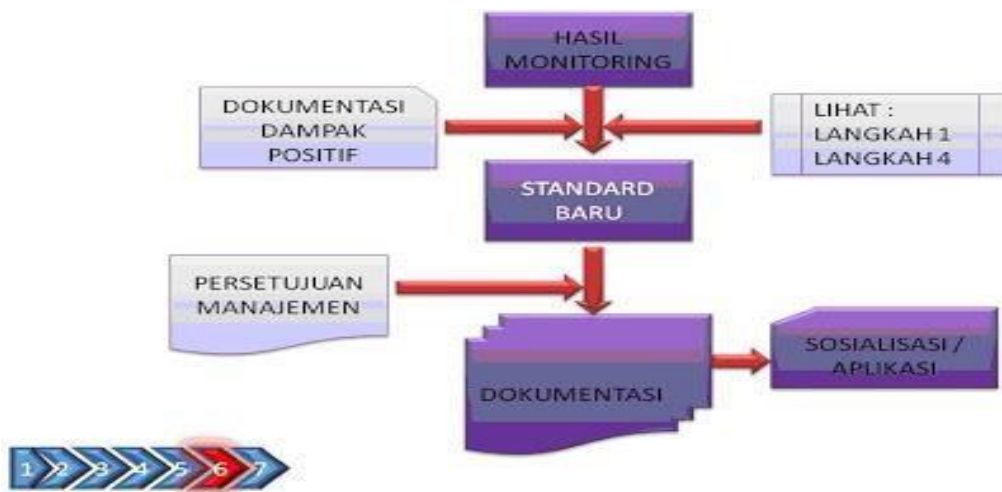 HASIL
MONITORING
DOKUMENTASI
DAMPAK
POSITIF
LIHAT :
LANGKAH 1
LANGKAH 4
STANDARD
BARU
PERSETUJUAN
MANAJEMEN
DOKUMENTASI
SOSIALISASI /
APLIKASI
1 2 3 4 5 6 7